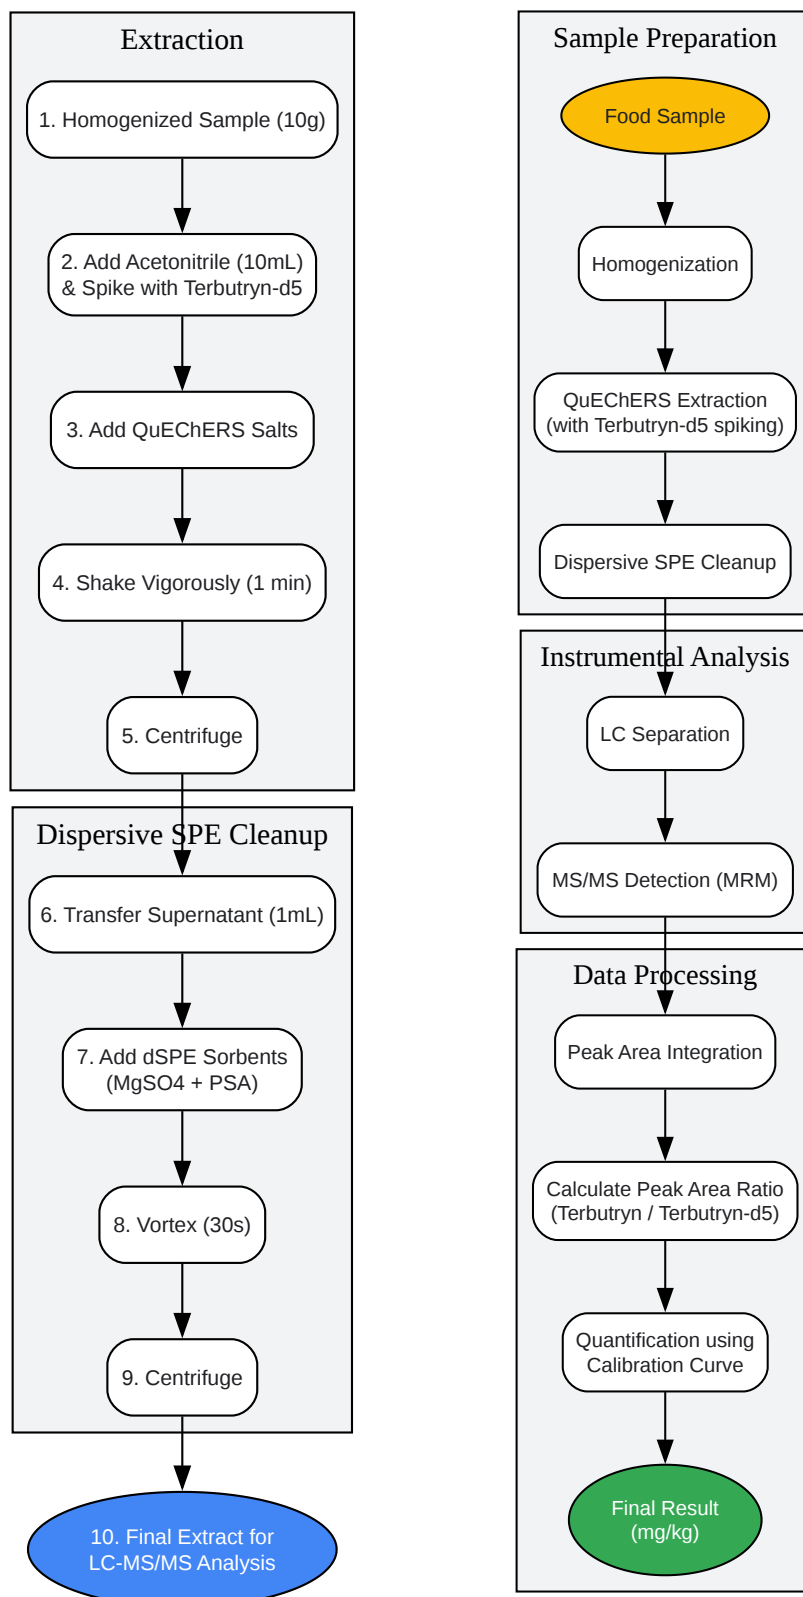 Extraction
1. Homogenized Sample (10g)
2. Add Acetonitrile (10mL)
& Spike with Terbutryn-d5
3. Add QuEChERS Salts
4. Shake Vigorously (1 min)
5. Centrifuge
Dispersive SPE Cleanup
6. Transfer Supernatant (1mL)
7. Add dSPE Sorbents
(MgSO4 + PSA)
8. Vortex (30s)
9. Centrifuge
10. Final Extract for
LC-MS/MS Analysis
Sample Preparation
Food Sample
Homogenization
QuEChERS Extraction
(with Terbutryn-d5 spiking)
Dispersive SPE Cleanup
Instrumental Analysis
LC Separation
MS/MS Detection (MRM)
Data Processing
Peak Area Integration
Calculate Peak Area Ratio
(Terbutryn / Terbutryn-d5)
Quantification using
Calibration Curve
Final Result
(mg/kg)